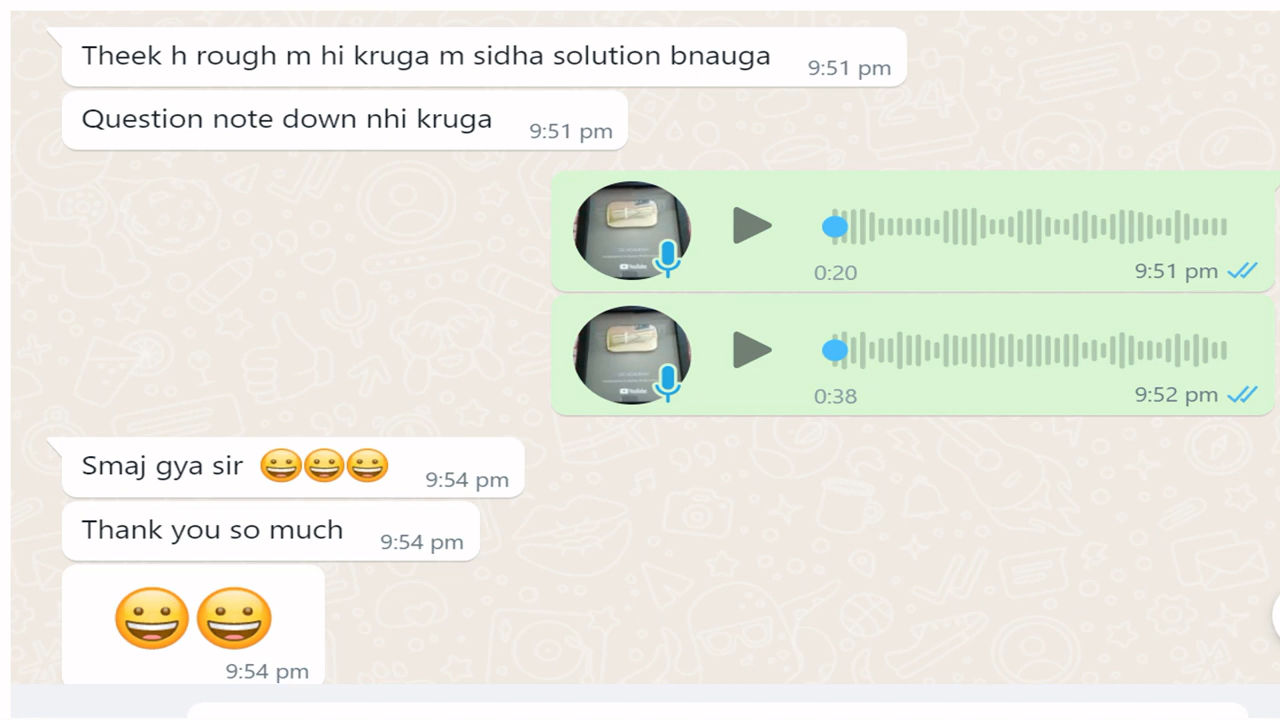 Theek h rough m hi kruga m sidha solution bnauga 9:51 pm
Question note down nhi kruga 9:51 pm
0:20 9:51 pm
0:38 9:52 pm
Smaj gya sir 😀😀😀 9:54 pm
Thank you so much 9:54 pm
😀😀
9:54 pm